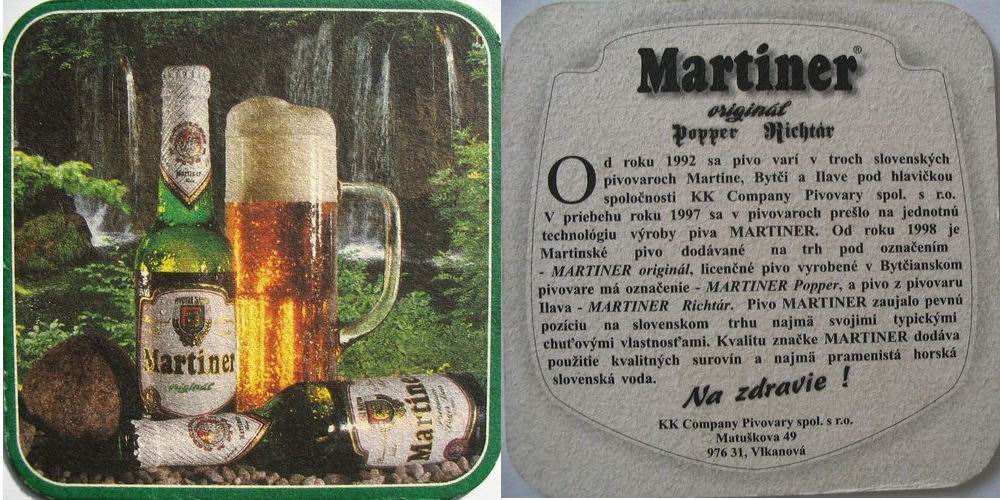 Martiner
Martiner
originál
Martiner
Martiner®
originál
Popper Richtár
Od roku 1992 sa pivo varí v troch slovenských
pivovaroch Martine, Bytči a Ilave pod hlavičkou
spoločnosti KK Company Pivovary spol. s r.o.
V priebehu roku 1997 sa v pivovaroch prešlo na jednotnú
technológiu výroby piva MARTINER. Od roku 1998 je
Martinské pivo dodávané na trh pod označením
- MARTINER originál, licenčné pivo vyrobené v Bytčianskom
pivovare má označenie - MARTINER Popper, a pivo z pivovaru
Ilava - MARTINER Richtár. Pivo MARTINER zaujalo pevnú
pozíciu na slovenskom trhu najmä svojimi typickými
chuťovými vlastnosťami. Kvalitu značke MARTINER dodáva
použitie kvalitných surovín a najmä pramenistá horská
slovenská voda.
Na zdravie !
KK Company Pivovary spol. s r.o.
Matuškova 49
976 31, Vlkanová